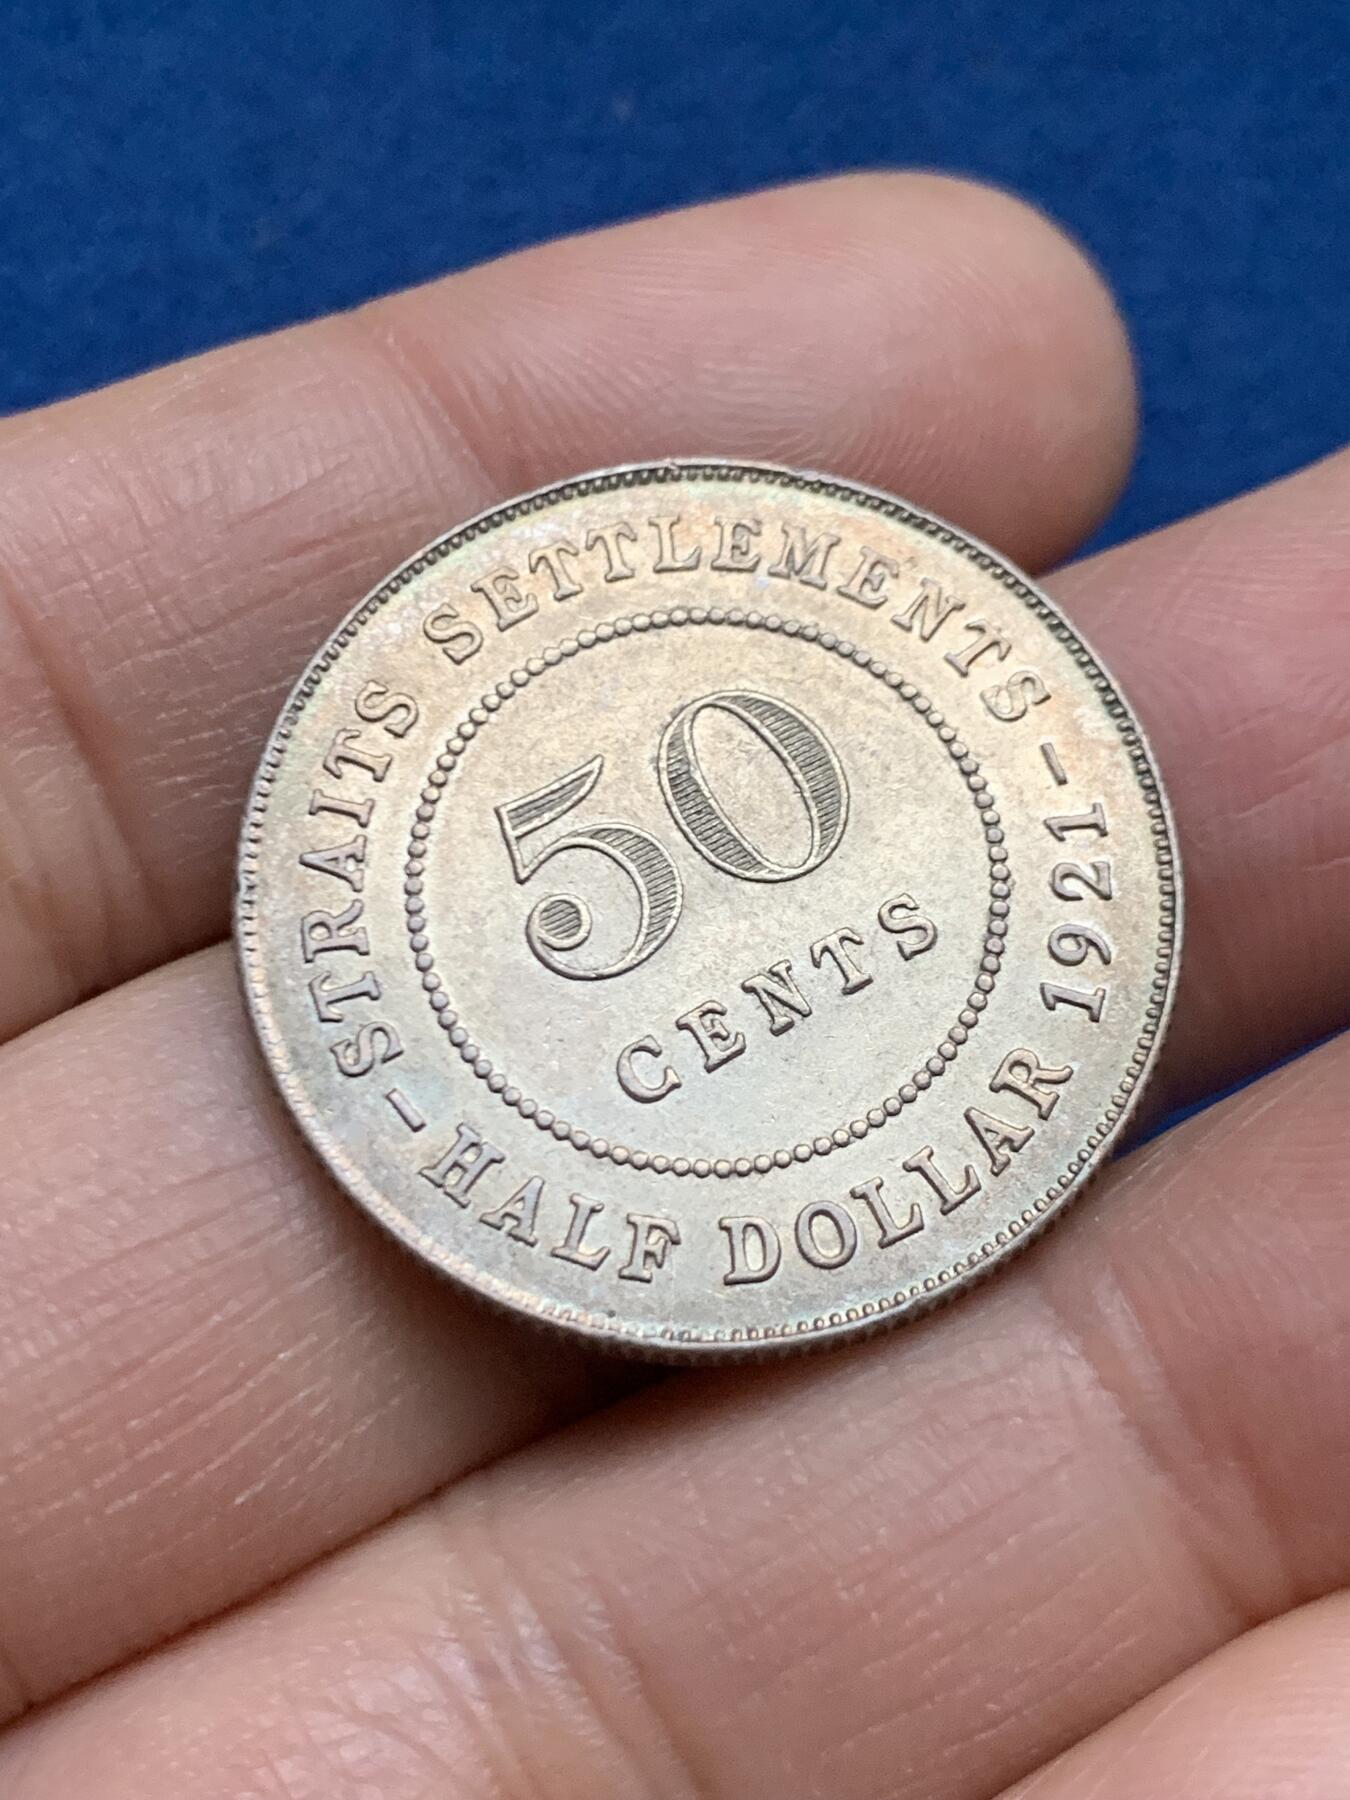 STRAITS SETTLEMENTS - 1921
50
CENTS
- HALF DOLLAR